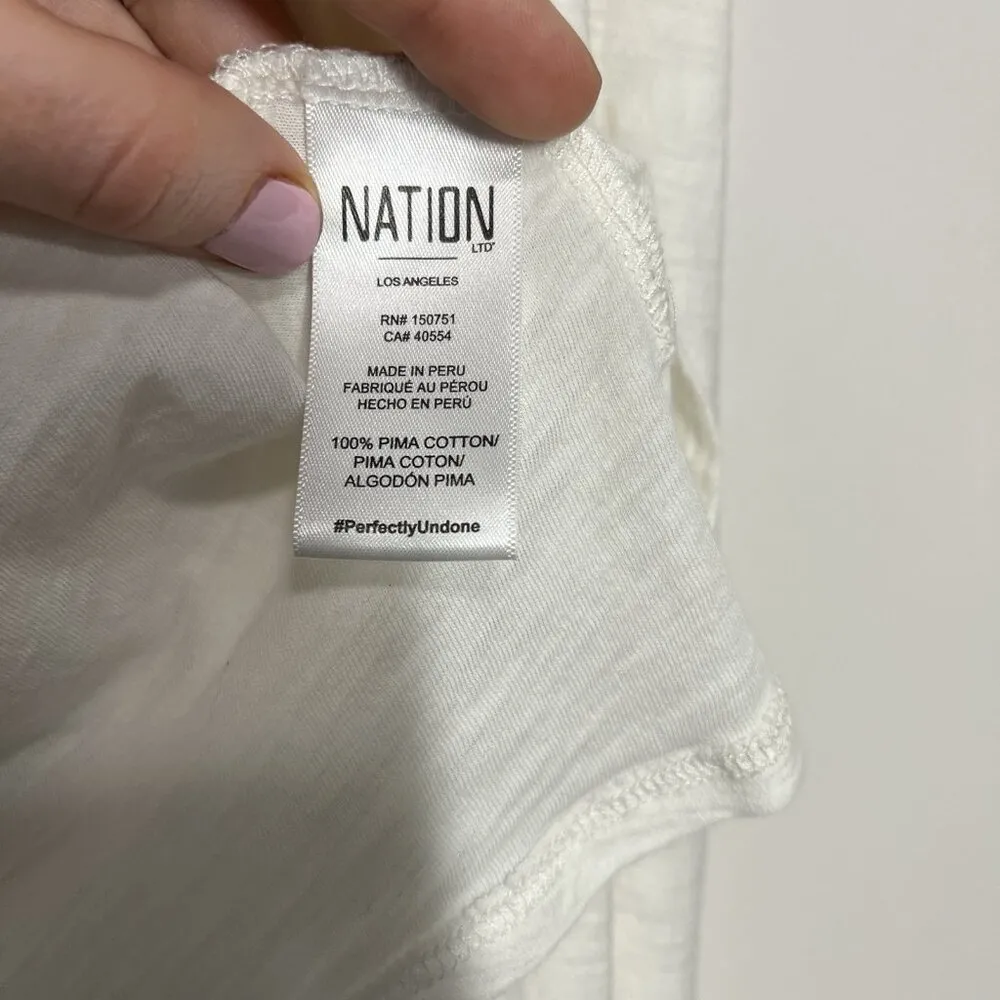 NATION
LTD
LOS ANGELES
RN# 150751
CA# 40554
MADE IN PERU
FABRIQUÉ AU PÉROU
HECHO EN PERÚ
100% PIMA COTTON/
PIMA COTON/
ALGODÓN PIMA
#PerfectlyUndone